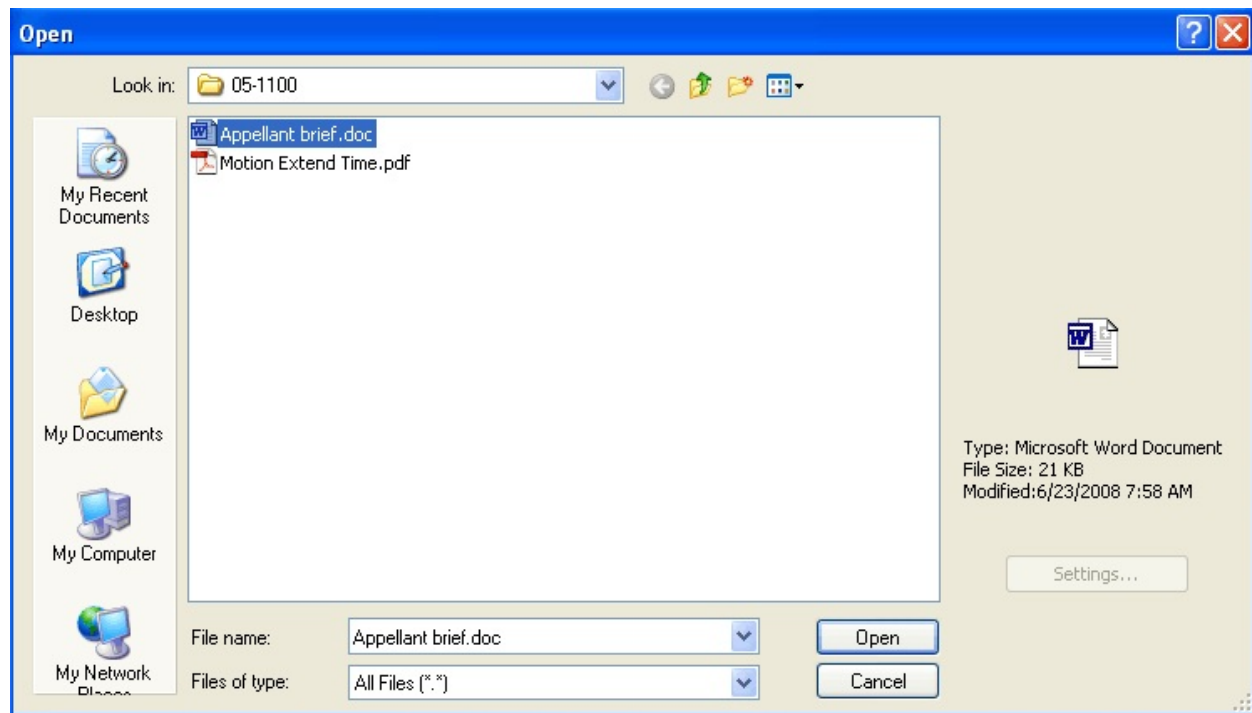 Open
Look in: 05-1100
Appellant brief.doc
Motion Extend Time.pdf
My Recent
Documents
Desktop
My Documents
My Computer
My Network
Places
Type: Microsoft Word Document
File Size: 21 KB
Modified:6/23/2008 7:58 AM
Settings...
File name: Appellant brief.doc Open
Files of type: All Files (*.*) Cancel